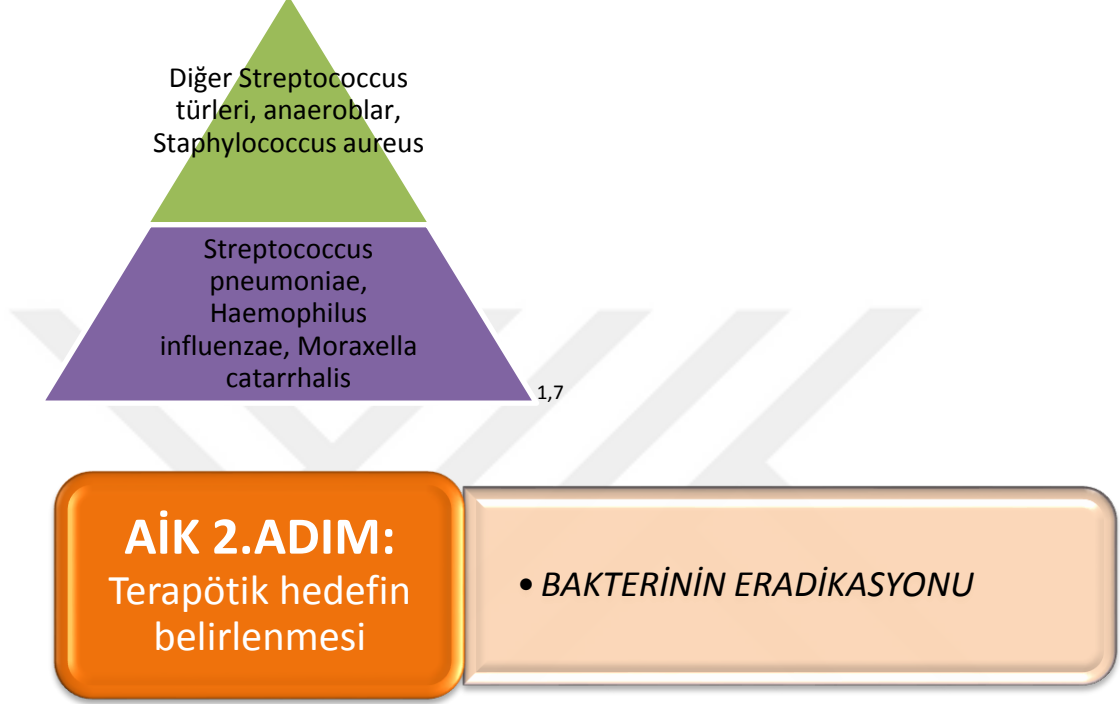 Diğer Streptococcus
türleri, anaeroblar,
Staphylococcus aureus
Streptococcus
pneumoniae,
Haemophilus
influenzae, Moraxella
catarrhalis
1,7
AİK 2.ADIM:
Terapötik hedefin
belirlenmesi
• BAKTERİNİN ERADİKASYONU